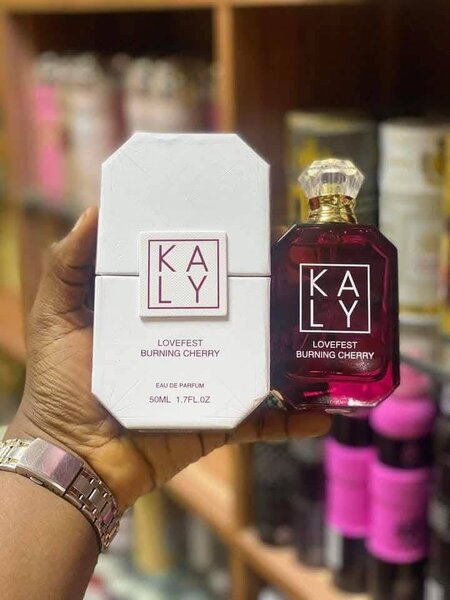 KA
LY
LOVEFEST
BURNING CHERRY
EAU DE PARFUM
50ML 1.7FL.OZ
KA
LY
LOVEFEST
BURNING CHERRY